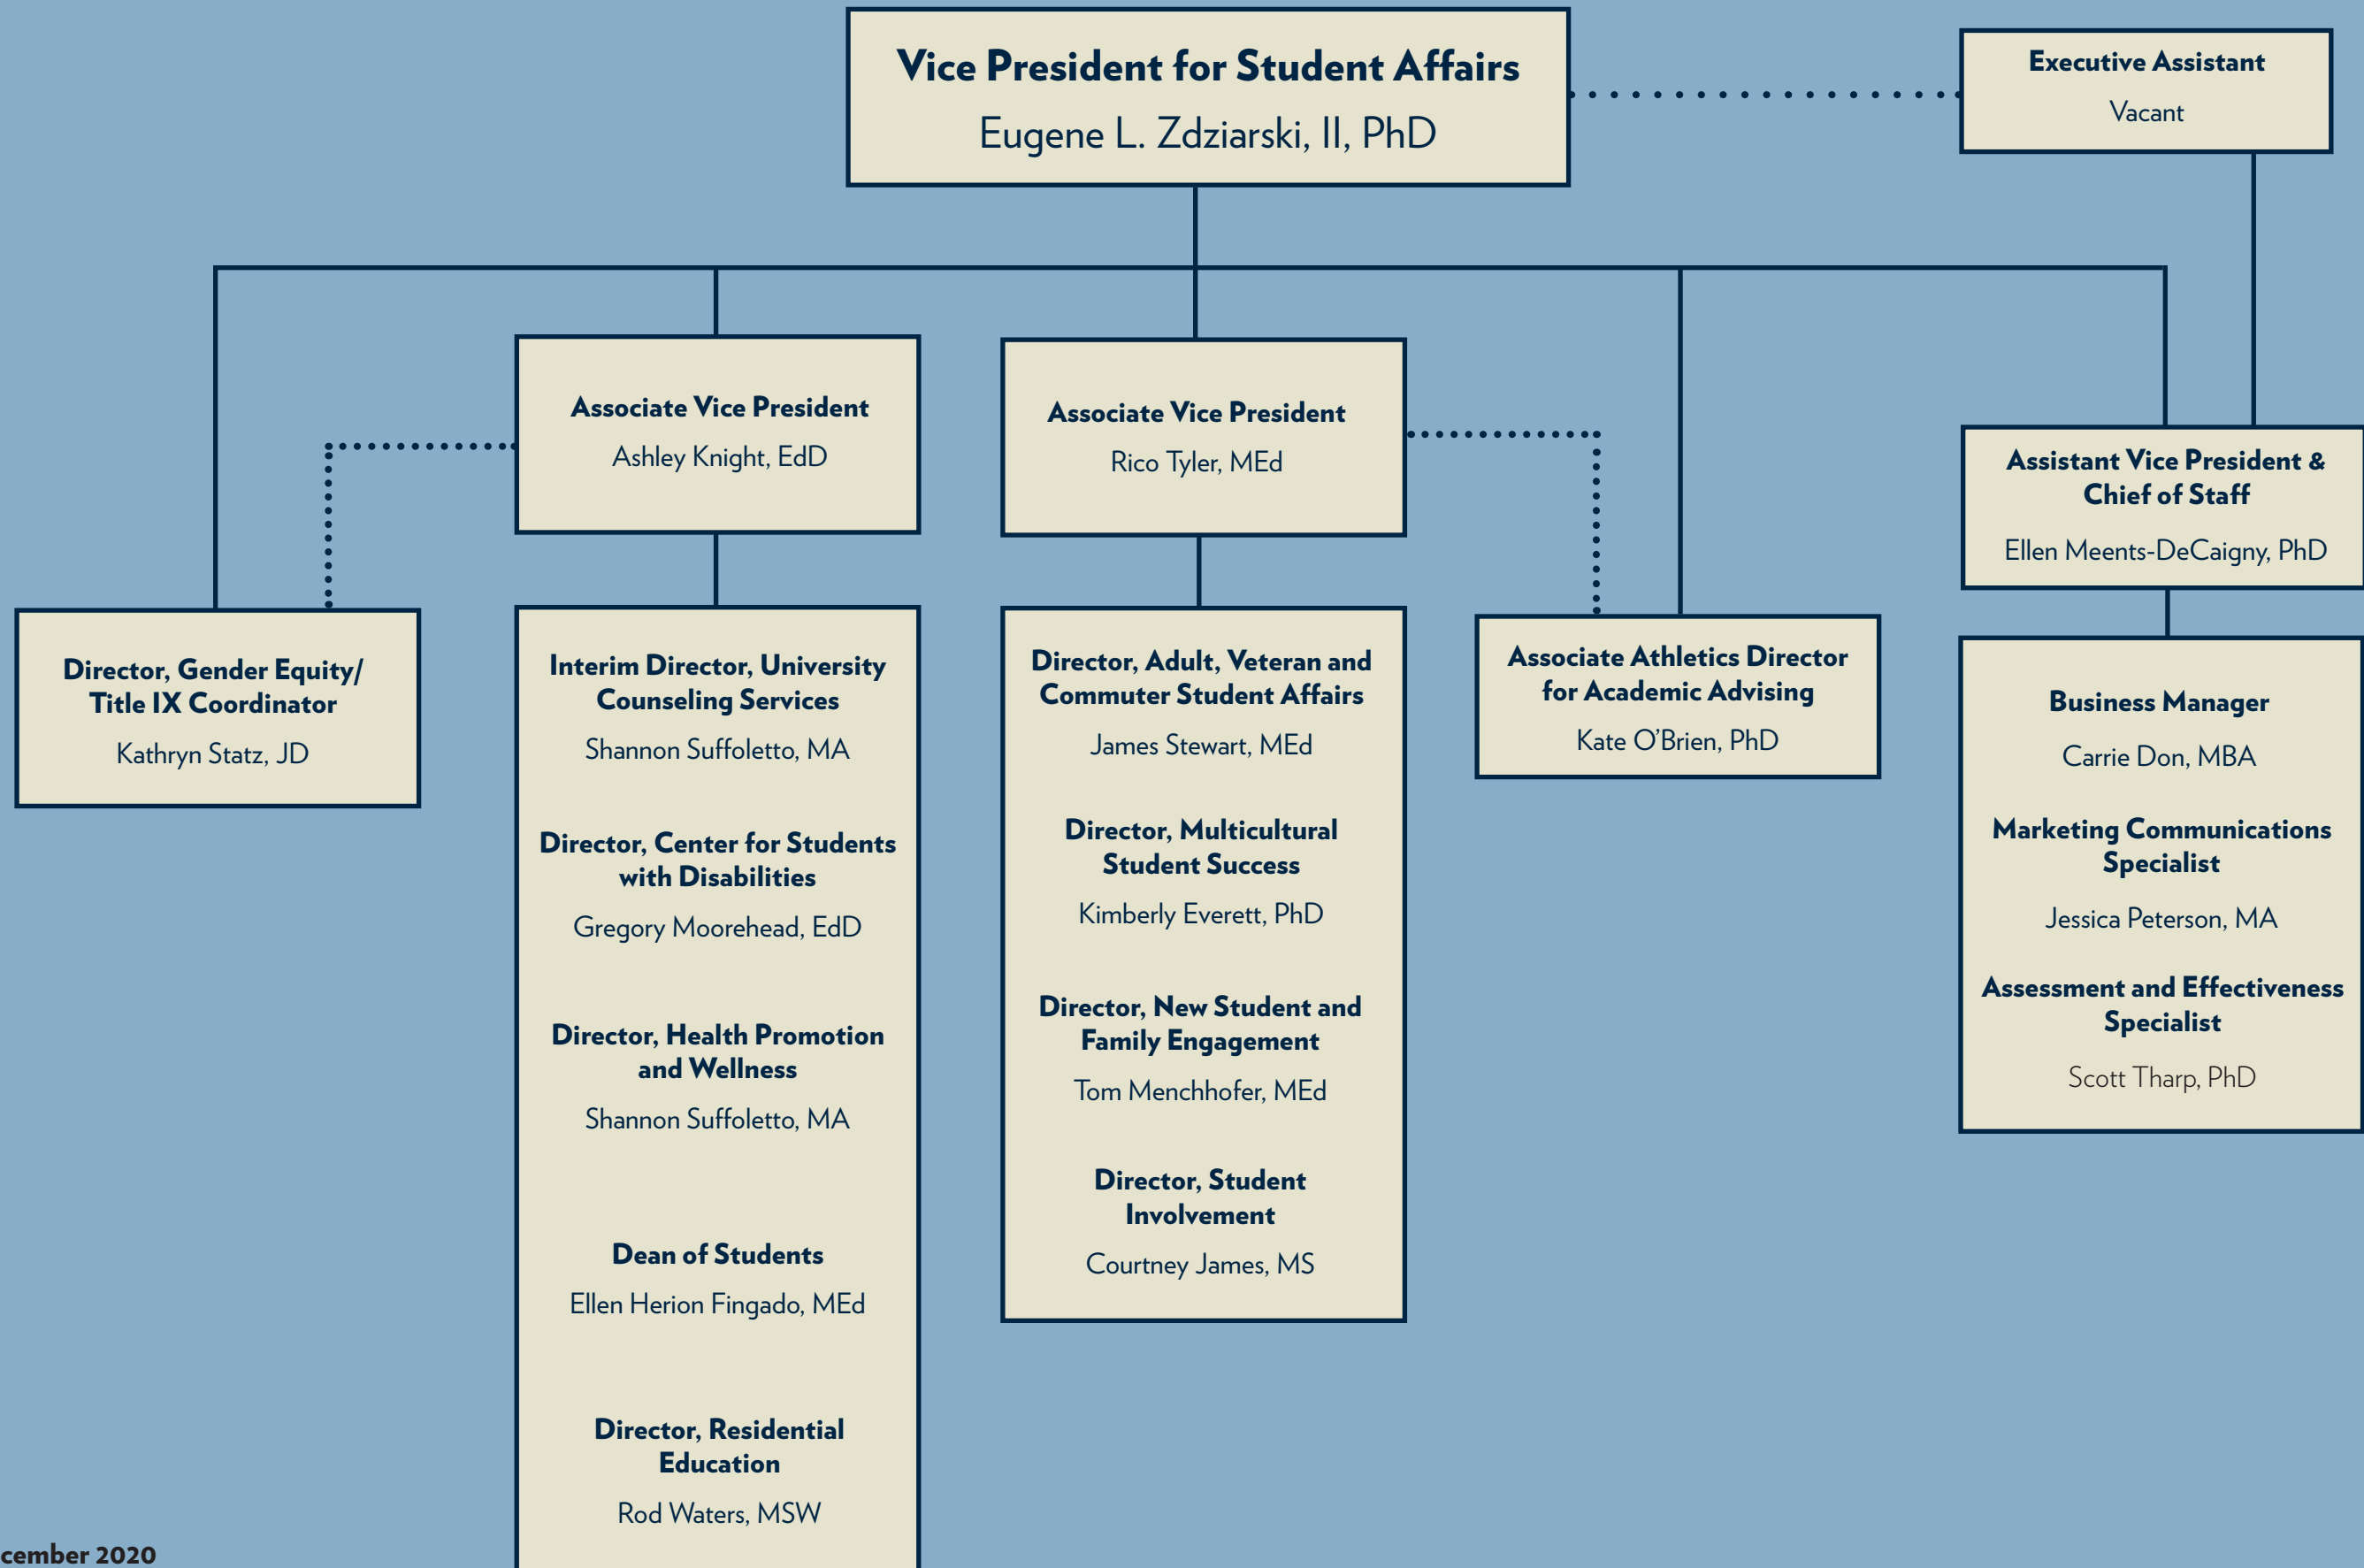 Vice President for Student Affairs
Eugene L. Zdziarski, II, PhD
Executive Assistant
Vacant
Associate Vice President
Ashley Knight, EdD
Associate Vice President
Rico Tyler, MEd
Assistant Vice President &
Chief of Staff
Ellen Meents-DeCaigny, PhD
Director, Gender Equity/
Title IX Coordinator
Kathryn Statz, JD
Interim Director, University
Counseling Services
Shannon Suffoletto, MA
Director, Center for Students
with Disabilities
Gregory Moorehead, EdD
Director, Health Promotion
and Wellness
Shannon Suffoletto, MA
Dean of Students
Ellen Herion Fingado, MEd
Director, Residential
Education
Rod Waters, MSW
Director, Adult, Veteran and
Commuter Student Affairs
James Stewart, MEd
Director, Multicultural
Student Success
Kimberly Everett, PhD
Director, New Student and
Family Engagement
Tom Menchhofer, MEd
Director, Student
Involvement
Courtney James, MS
Associate Athletics Director
for Academic Advising
Kate O’Brien, PhD
Business Manager
Carrie Don, MBA
Marketing Communications
Specialist
Jessica Peterson, MA
Assessment and Effectiveness
Specialist
Scott Tharp, PhD
cember 2020